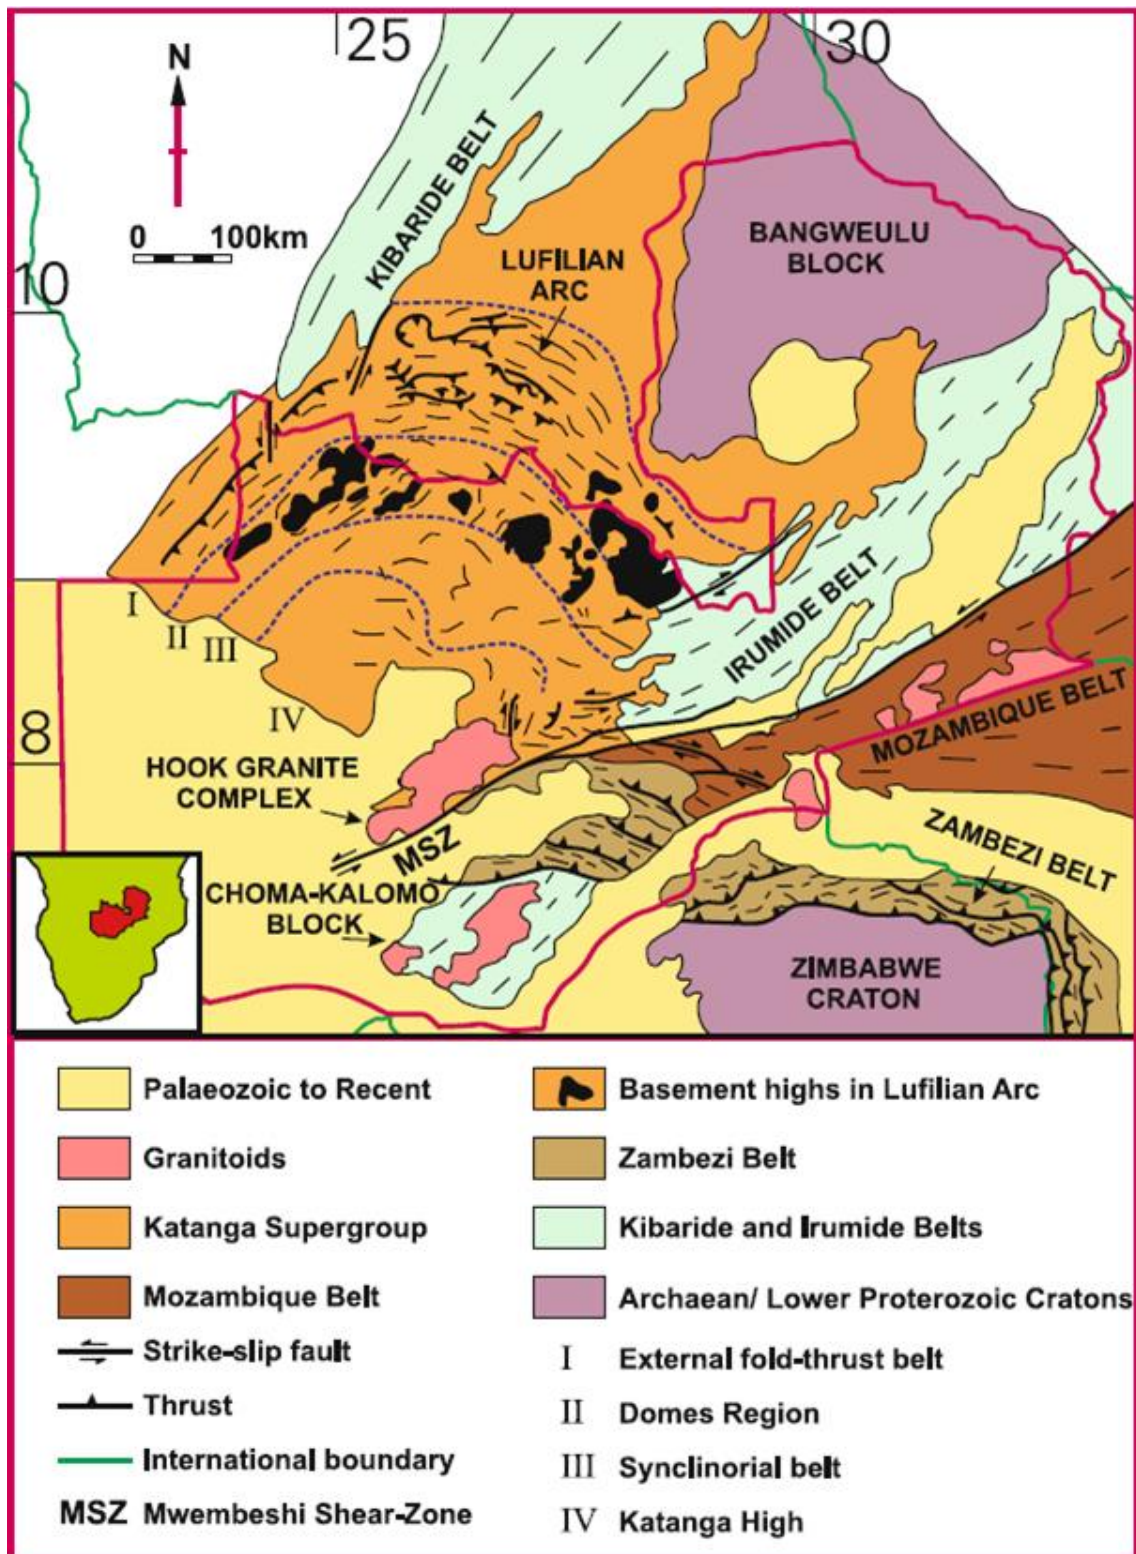 25
30
N
0 100km
10
KIBARIDE BELT
LUFILIAN
ARC
BANGWEULU
BLOCK
I
II
III
IV
IRUMIDE BELT
MOZAMBIQUE BELT
8
HOOK GRANITE
COMPLEX
MSZ
CHOMA-KALOMO
BLOCK
ZAMBEZI BELT
ZIMBABWE
CRATON
Palaeozoic to Recent
Granitoids
Katanga Supergroup
Mozambique Belt
Strike-slip fault
Thrust
International boundary
MSZ Mwembeshi Shear-Zone
Basement highs in Lufilian Arc
Zambezi Belt
Kibaride and Irumide Belts
Archaean/ Lower Proterozoic Cratons
I External fold-thrust belt
II Domes Region
III Synclinorial belt
IV Katanga High